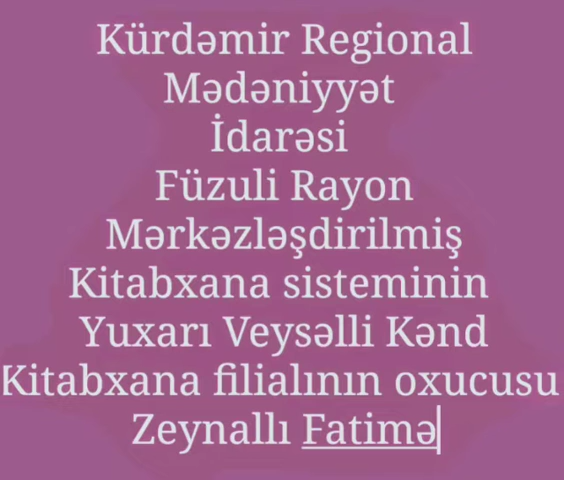 Kürdəmir Regional
Mədəniyyət
İdarəsi
Füzuli Rayon
Mərkəzləşdirilmiş
Kitabxana sisteminin
Yuxarı Veysəlli Kənd
Kitabxana filialının oxucusu
Zeynallı Fatimə